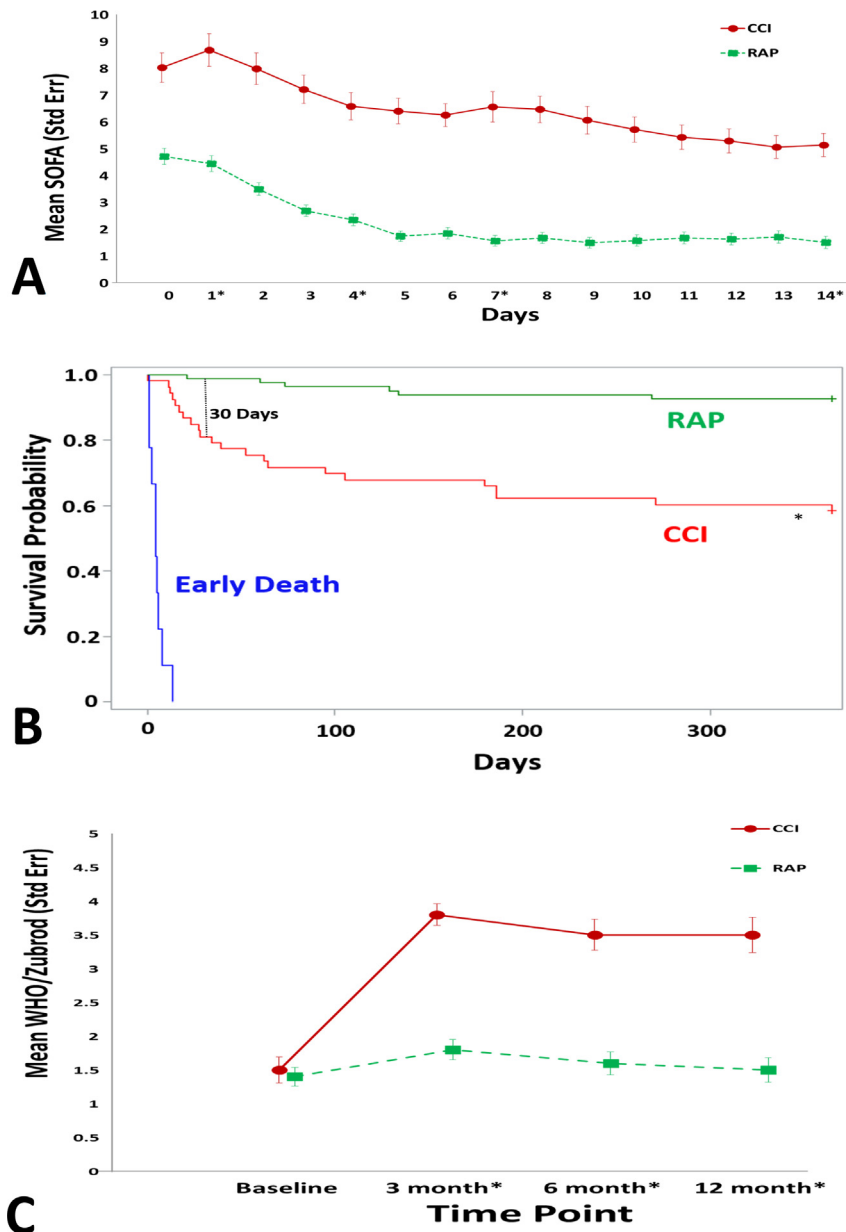 10
9
8
7
6
5
4
3
2
1
0
Mean SOFA (Std Err)
CCI
RAP
0 1* 2 3 4* 5 6 7* 8 9 10 11 12 13 14*
Days
A
1.0
0.8
0.6
0.4
0.2
0
Survival Probability
30 Days
RAP
CCI
*
Early Death
0 100 200 300
Days
B
5
4.5
4
3.5
3
2.5
2
1.5
1
0.5
0
Mean WHO/Zubrod (Std Err)
CCI
RAP
Baseline 3 month* 6 month* 12 month*
Time Point
C